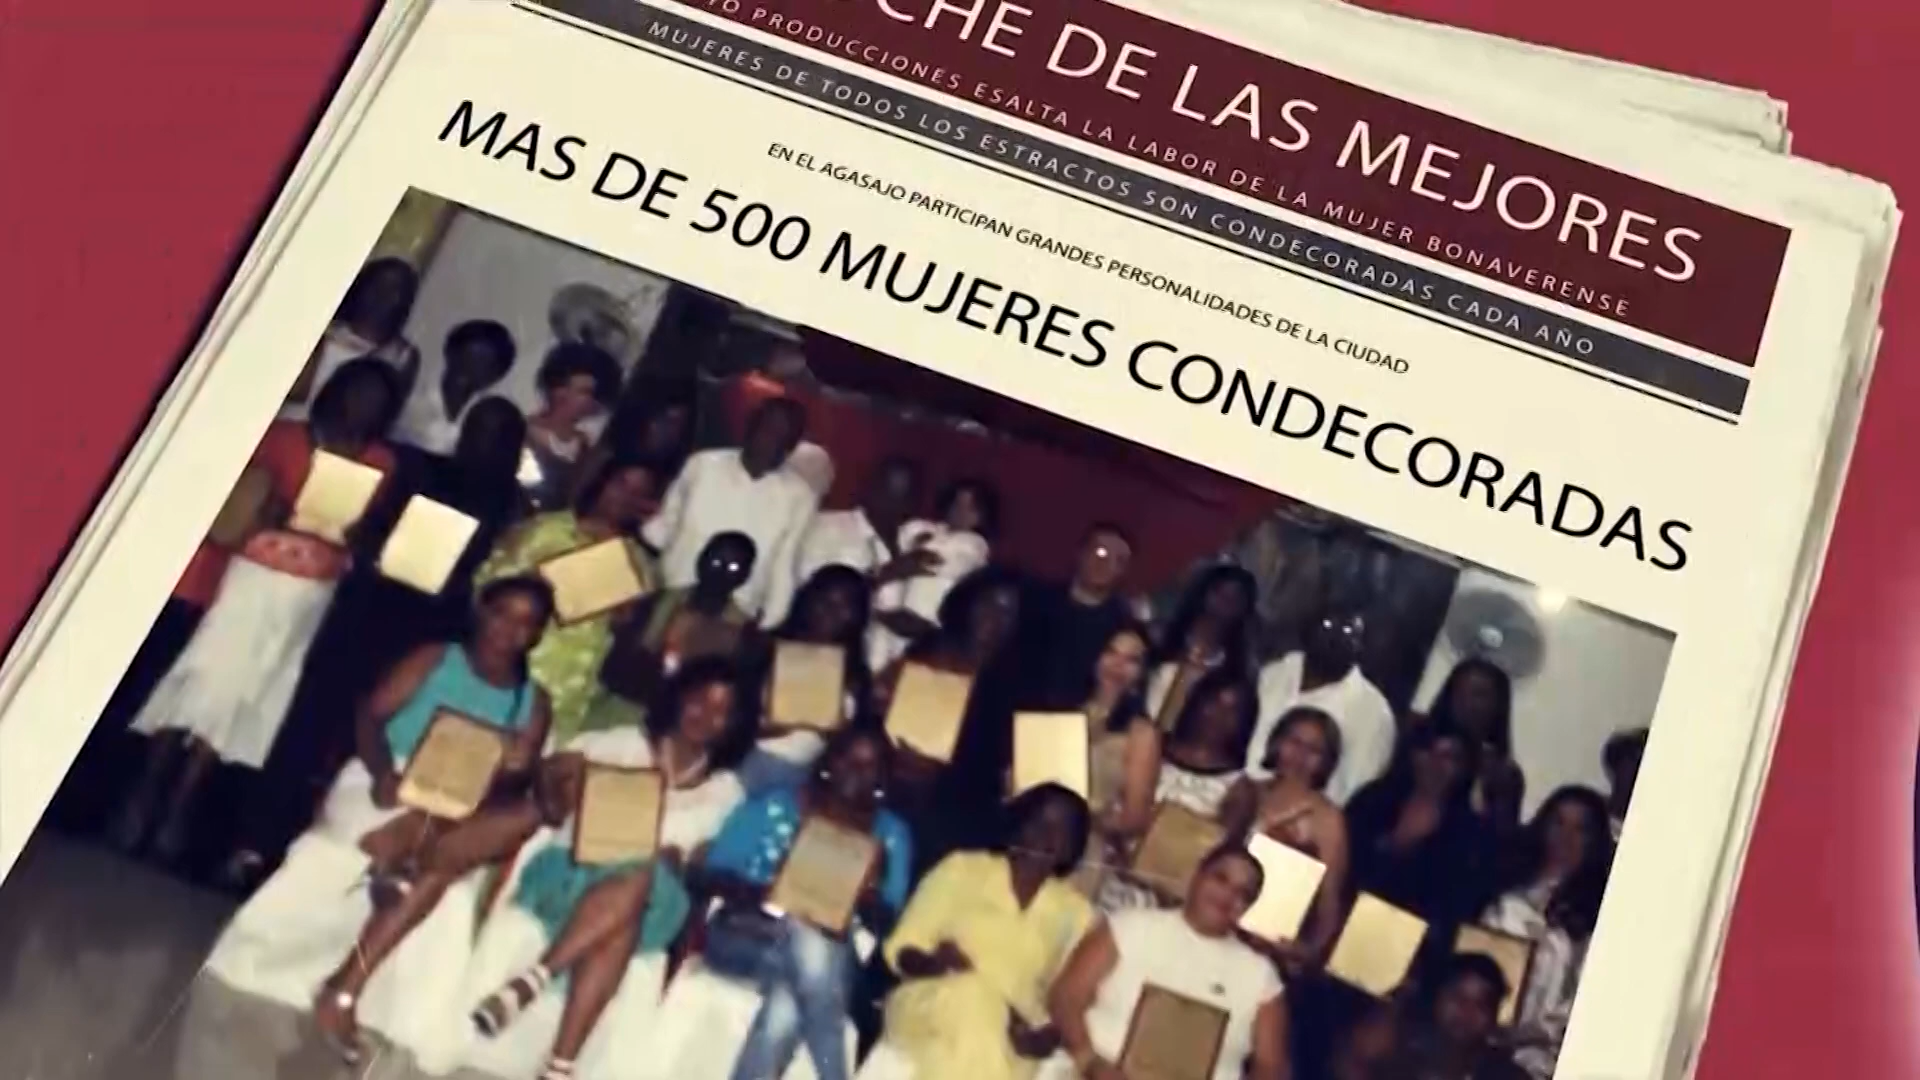 CHE DE LAS MEJORES
YO PRODUCCIONES ESALTA LA LABOR DE LA MUJER BONAVERENSE
MUJERES DE TODOS LOS ESTRACTOS SON CONDECORADAS CADA AÑO
EN EL AGASAJO PARTICIPAN GRANDES PERSONALIDADES DE LA CIUDAD
MAS DE 500 MUJERES CONDECORADAS